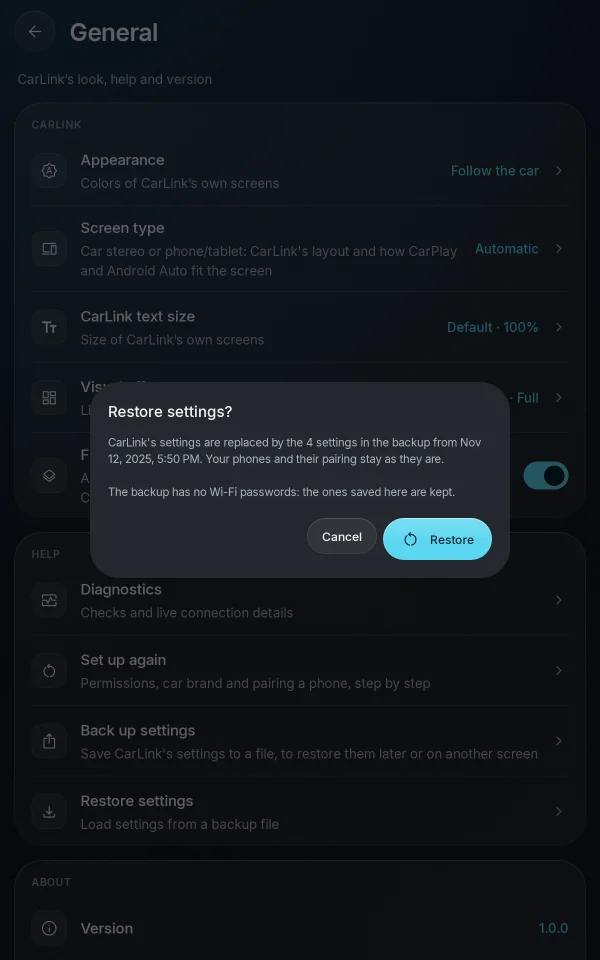 General
CarLink's look, help and version
CARLINK
Appearance
Colors of CarLink's own screens
Follow the car
Screen type
Car stereo or phone/tablet: CarLink's layout and how CarPlay
and Android Auto fit the screen
Automatic
CarLink text size
Size of CarLink's own screens
Default · 100%
· Full
Restore settings?
CarLink's settings are replaced by the 4 settings in the backup from Nov
12, 2025, 5:50 PM. Your phones and their pairing stay as they are.
The backup has no Wi-Fi passwords: the ones saved here are kept.
Cancel
Restore
HELP
Diagnostics
Checks and live connection details
Set up again
Permissions, car brand and pairing a phone, step by step
Back up settings
Save CarLink's settings to a file, to restore them later or on another screen
Restore settings
Load settings from a backup file
ABOUT
Version
1.0.0